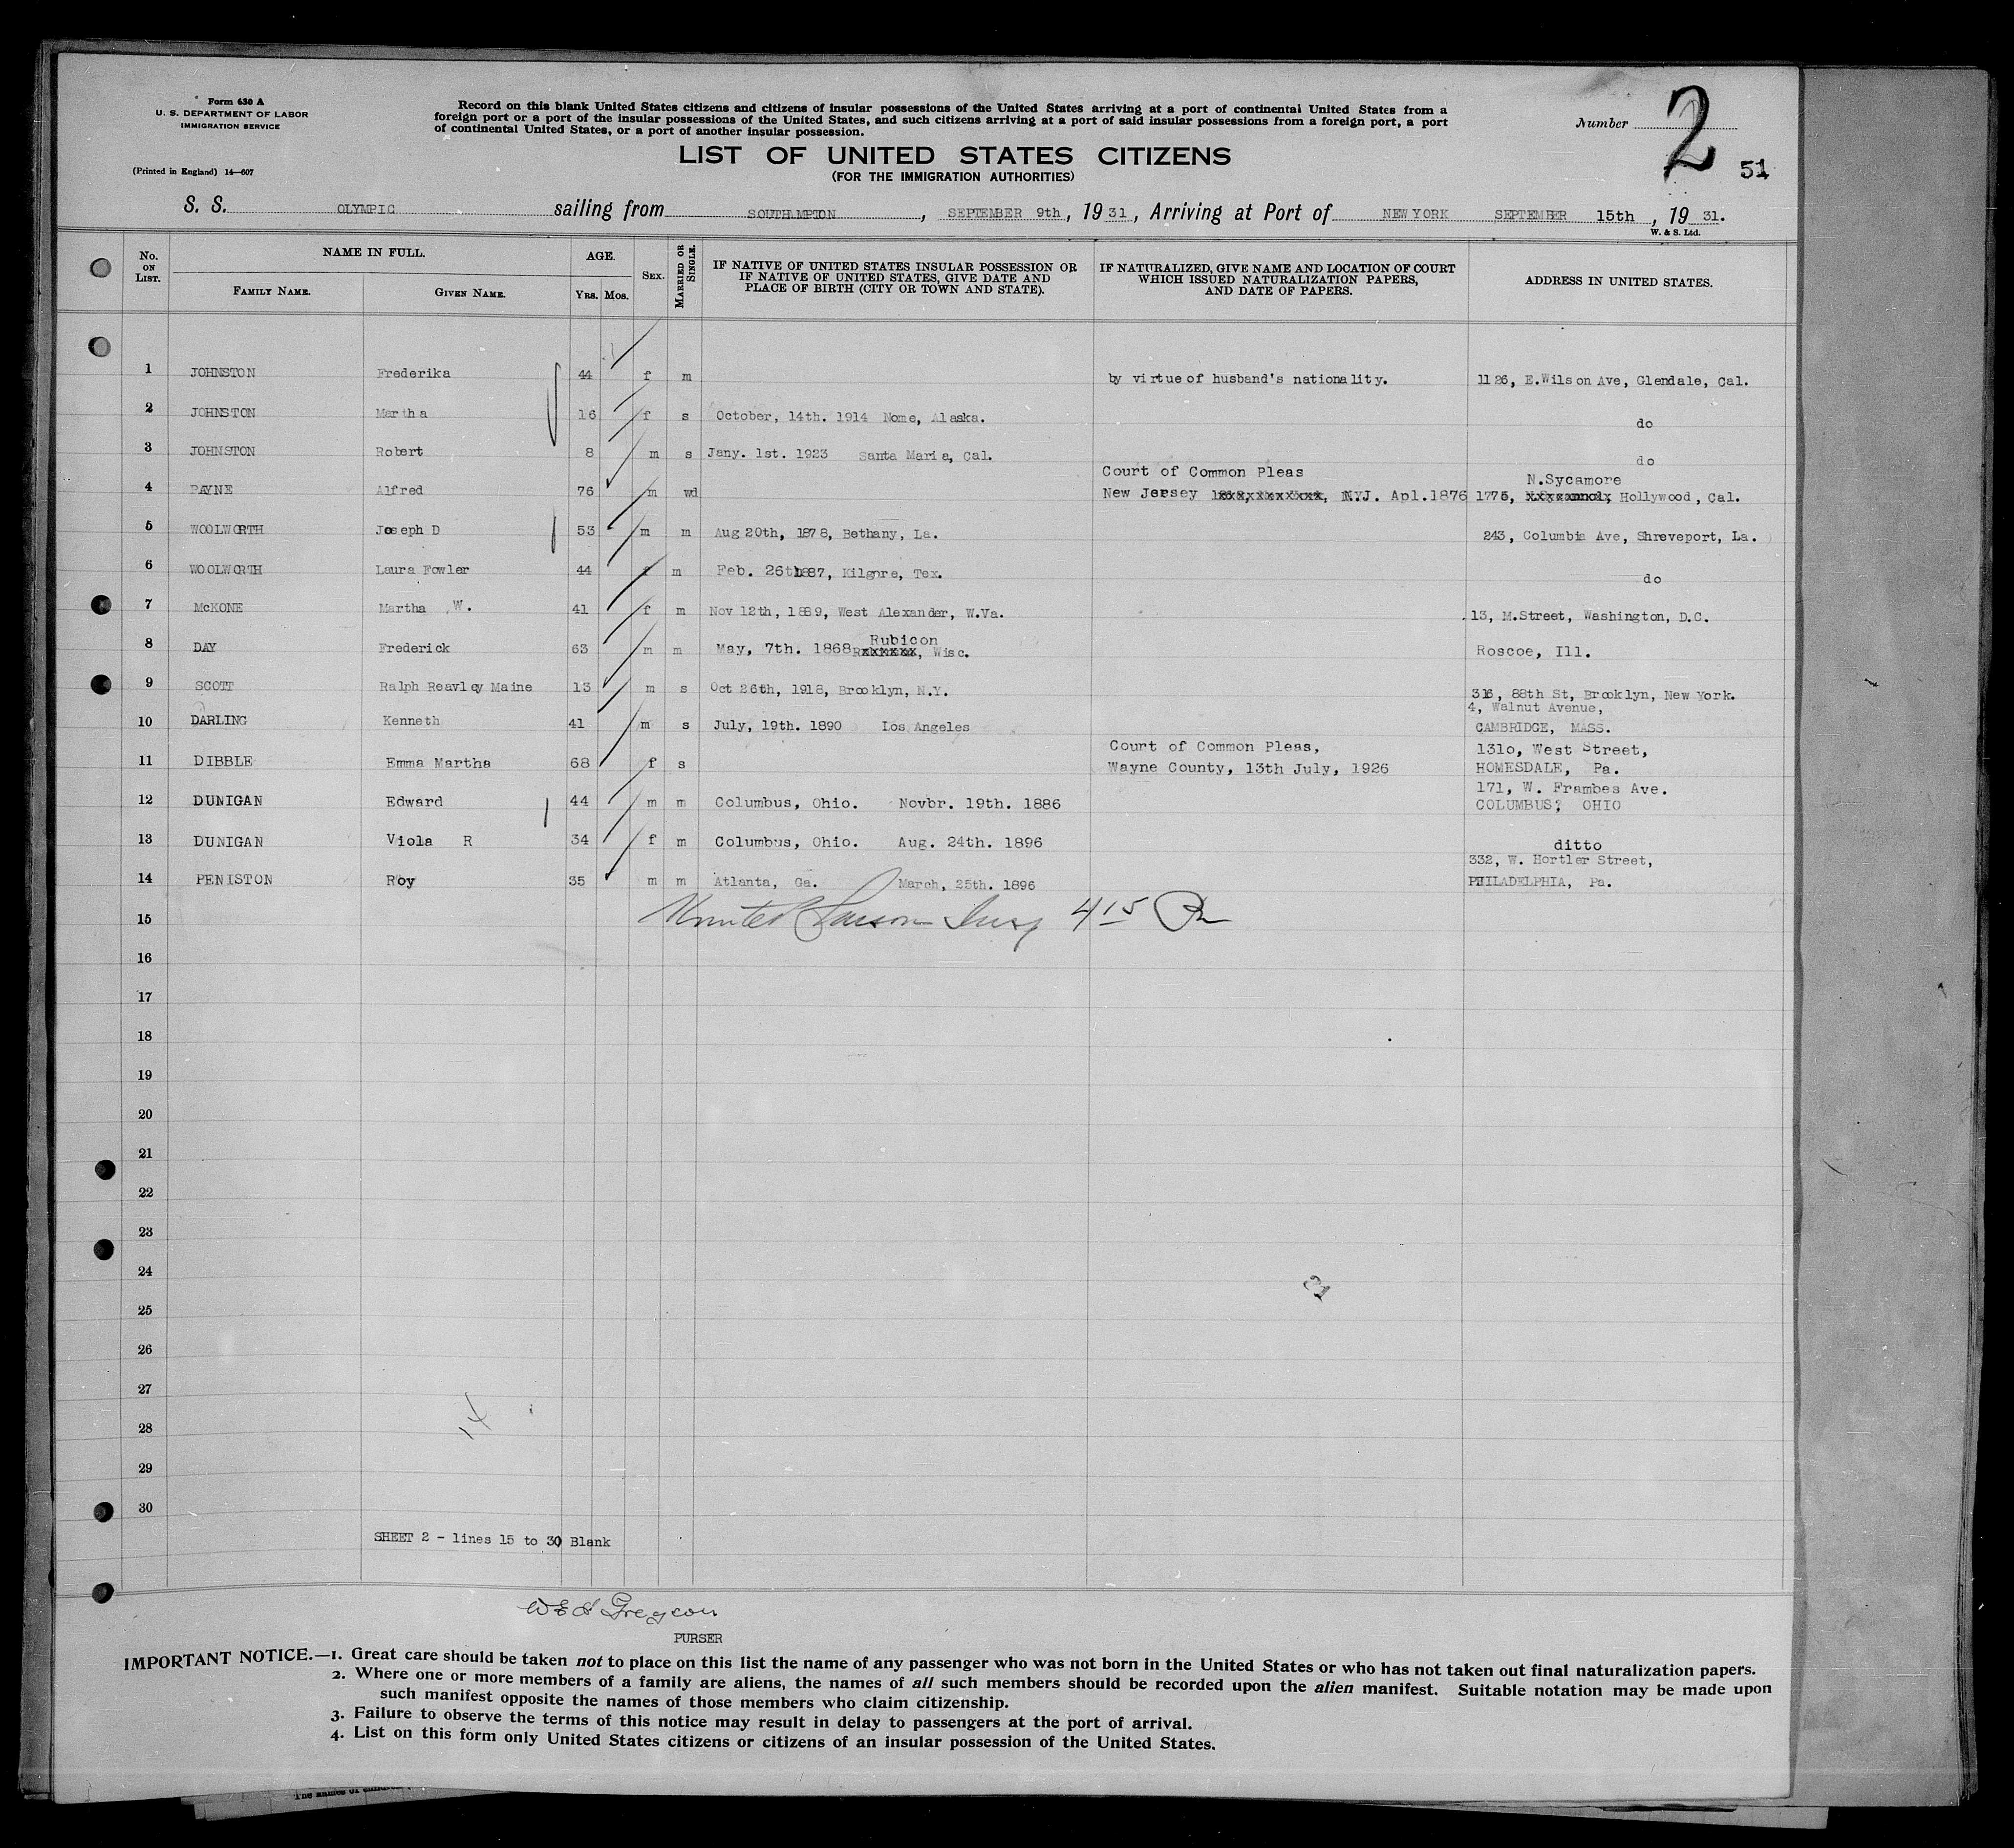 Form 630 A
U. S. DEPARTMENT OF LABOR
IMMIGRATION SERVICE
(Printed in England) 14—607
Record on this blank United States citizens and citizens of insular possessions of the United States arriving at a port of continental United States from a
foreign port or a port of the insular possessions of the United States, and such citizens arriving at a port of said insular possessions from a foreign port, a port
of continental United States, or a port of another insular possession.
LIST OF UNITED STATES CITIZENS
(FOR THE IMMIGRATION AUTHORITIES)
Number 2
51
S. S. OLYMPIC sailing from SOUTHAMPTON, SEPTEMBER 9th, 1931, Arriving at Port of NEW YORK SEPTEMBER 15th, 1931.
W. & S. Ltd.
No. ON LIST. NAME IN FULL. AGE. SEX. MARRIED OR SINGLE. IF NATIVE OF UNITED STATES INSULAR POSSESSION OR IF NATIVE OF UNITED STATES, GIVE DATE AND PLACE OF BIRTH (CITY OR TOWN AND STATE). IF NATURALIZED, GIVE NAME AND LOCATION OF COURT WHICH ISSUED NATURALIZATION PAPERS, AND DATE OF PAPERS. ADDRESS IN UNITED STATES.
FAMILY NAME. GIVEN NAME. YRS. MOS.
1 JOHNSTON Frederika 44 f m by virtue of husband's nationality. 1126, E.Wilson Ave, Glendale, Cal.
2 JOHNSTON Martha 16 f s October, 14th. 1914 Nome, Alaska. do
3 JOHNSTON Robert 8 m s Jany. 1st. 1923 Santa Maria, Cal. do
Court of Common Pleas N.Sycamore
4 PAYNE Alfred 76 m wd New Jersey N.J. Apl.1876 1775, Hollywood, Cal.
5 WOOLWORTH Joseph D 53 m m Aug 20th, 1878, Bethany, La. 243, Columbia Ave, Shreveport, La.
6 WOOLWORTH Laura Fowler 44 f m Feb. 26th 1887, Kilgore, Tex. do
7 McKONE Martha W. 41 f m Nov 12th, 1889, West Alexander, W.Va. 13, M.Street, Washington, D.C.
Rubicon
8 DAY Frederick 63 m m May, 7th. 1868 xxxxxx, Wisc. Roscoe, Ill.
9 SCOTT Ralph Reavley Maine 13 m s Oct 26th, 1918, Brooklyn, N.Y. 316, 88th St, Brooklyn, New York.
4, Walnut Avenue,
10 DARLING Kenneth 41 m s July, 19th. 1890 Los Angeles CAMBRIDGE, MASS.
Court of Common Pleas, 131o, West Street,
11 DIBBLE Emma Martha 68 f s Wayne County, 13th July, 1926 HOMESDALE, Pa.
171, W. Frambes Ave.
12 DUNIGAN Edward 44 m m Columbus, Ohio. Novbr. 19th. 1886 COLUMBUS, OHIO
13 DUNIGAN Viola R 34 f m Columbus, Ohio. Aug. 24th. 1896 ditto
332, W. Hortler Street,
14 PENISTON Roy 35 m m Atlanta, Ga. March, 25th. 1896 PHILADELPHIA, Pa.
15 415
16
17
18
19
20
21
22
23
24
25
26
27
28
29
30
14
SHEET 2 - lines 15 to 30 Blank
PURSER
IMPORTANT NOTICE.—1. Great care should be taken not to place on this list the name of any passenger who was not born in the United States or who has not taken out final naturalization papers.
2. Where one or more members of a family are aliens, the names of all such members should be recorded upon the alien manifest. Suitable notation may be made upon
such manifest opposite the names of those members who claim citizenship.
3. Failure to observe the terms of this notice may result in delay to passengers at the port of arrival.
4. List on this form only United States citizens or citizens of an insular possession of the United States.